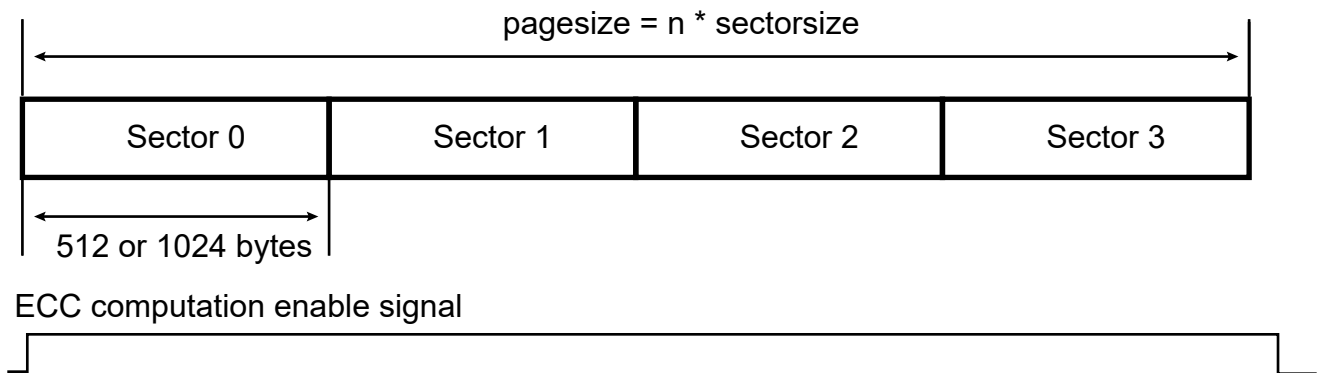 pagesize = n * sectorsize
Sector 0
Sector 1
Sector 2
Sector 3
512 or 1024 bytes
ECC computation enable signal